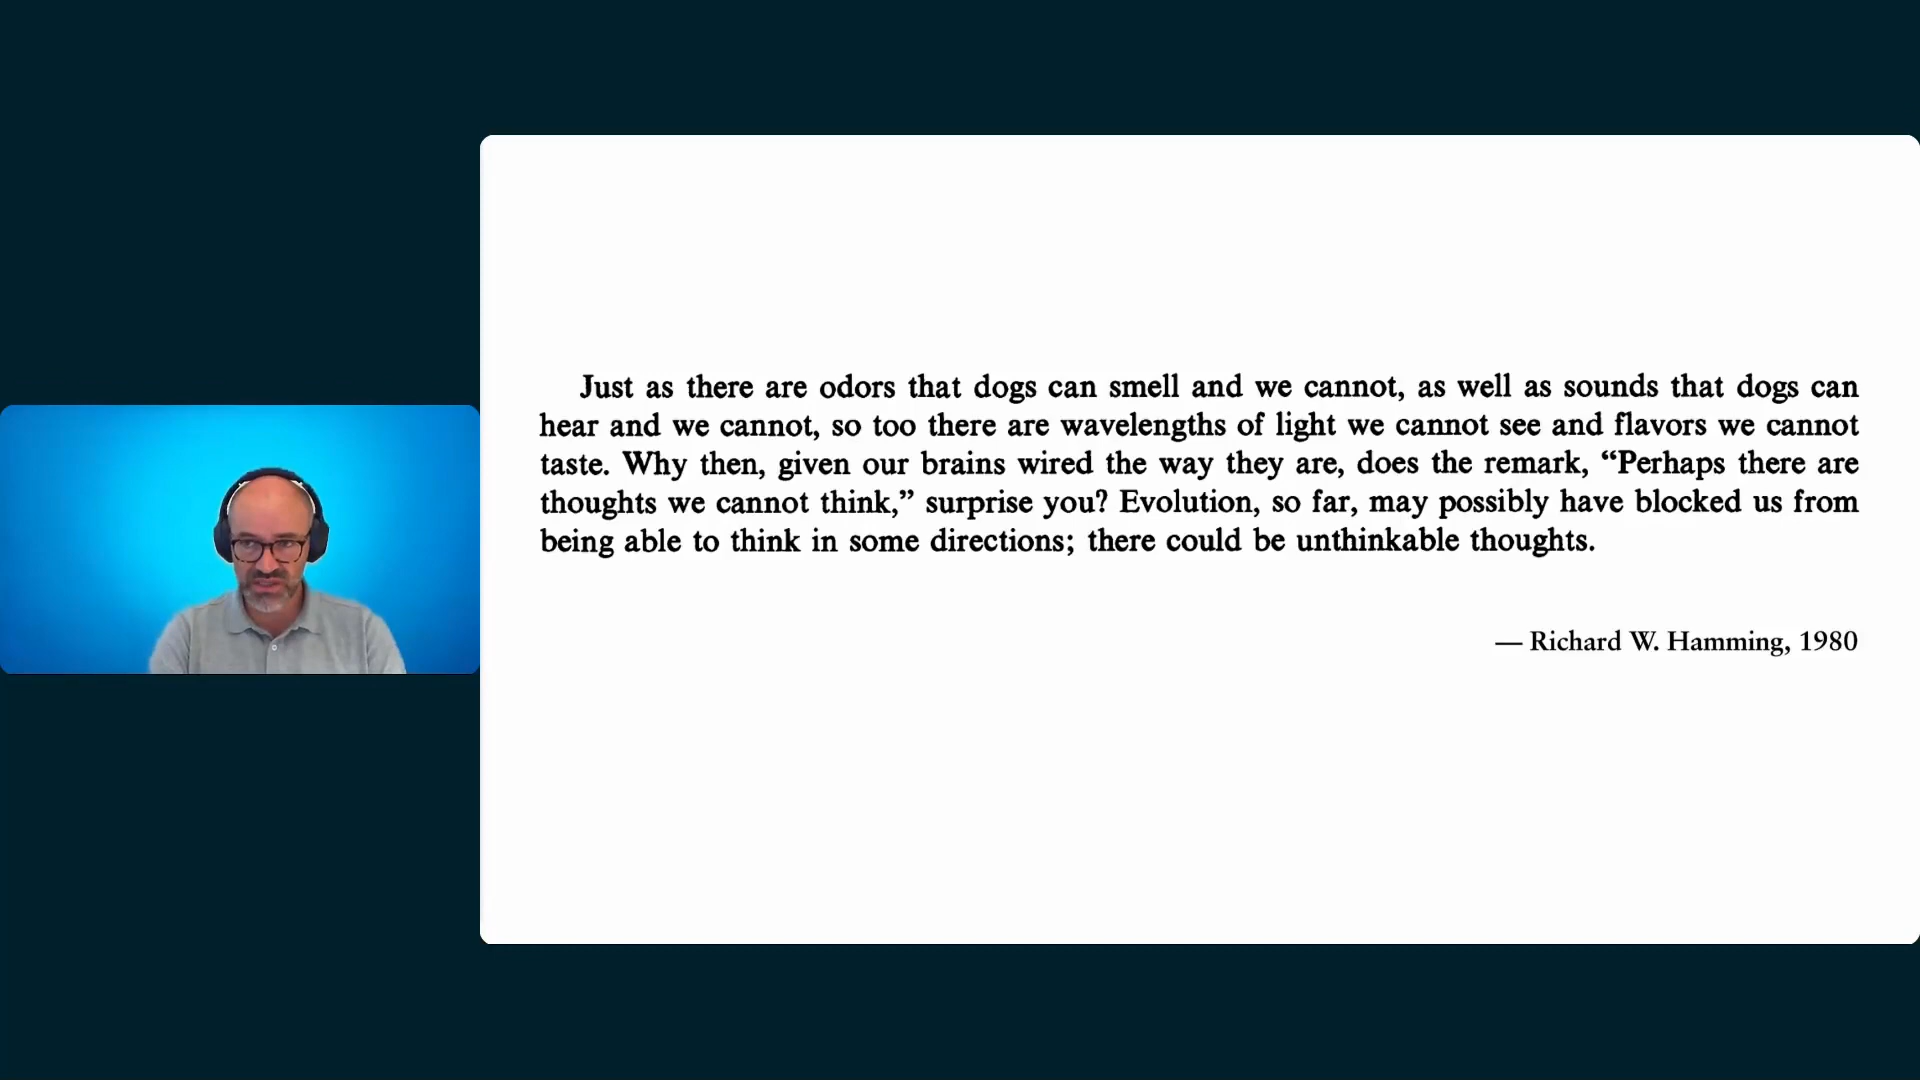 Just as there are odors that dogs can smell and we cannot, as well as sounds that dogs can
hear and we cannot, so too there are wavelengths of light we cannot see and flavors we cannot
taste. Why then, given our brains wired the way they are, does the remark, “Perhaps there are
thoughts we cannot think,” surprise you? Evolution, so far, may possibly have blocked us from
being able to think in some directions; there could be unthinkable thoughts.
— Richard W. Hamming, 1980